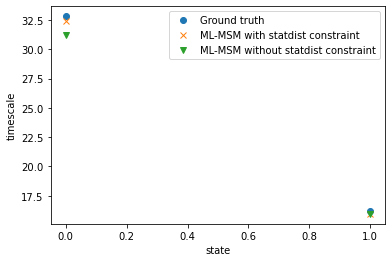 32.5
30.0
27.5
25.0
22.5
20.0
17.5
timescale
0.0
0.2
0.4
0.6
0.8
1.0
state
Ground truth
ML-MSM with statdist constraint
ML-MSM without statdist constraint